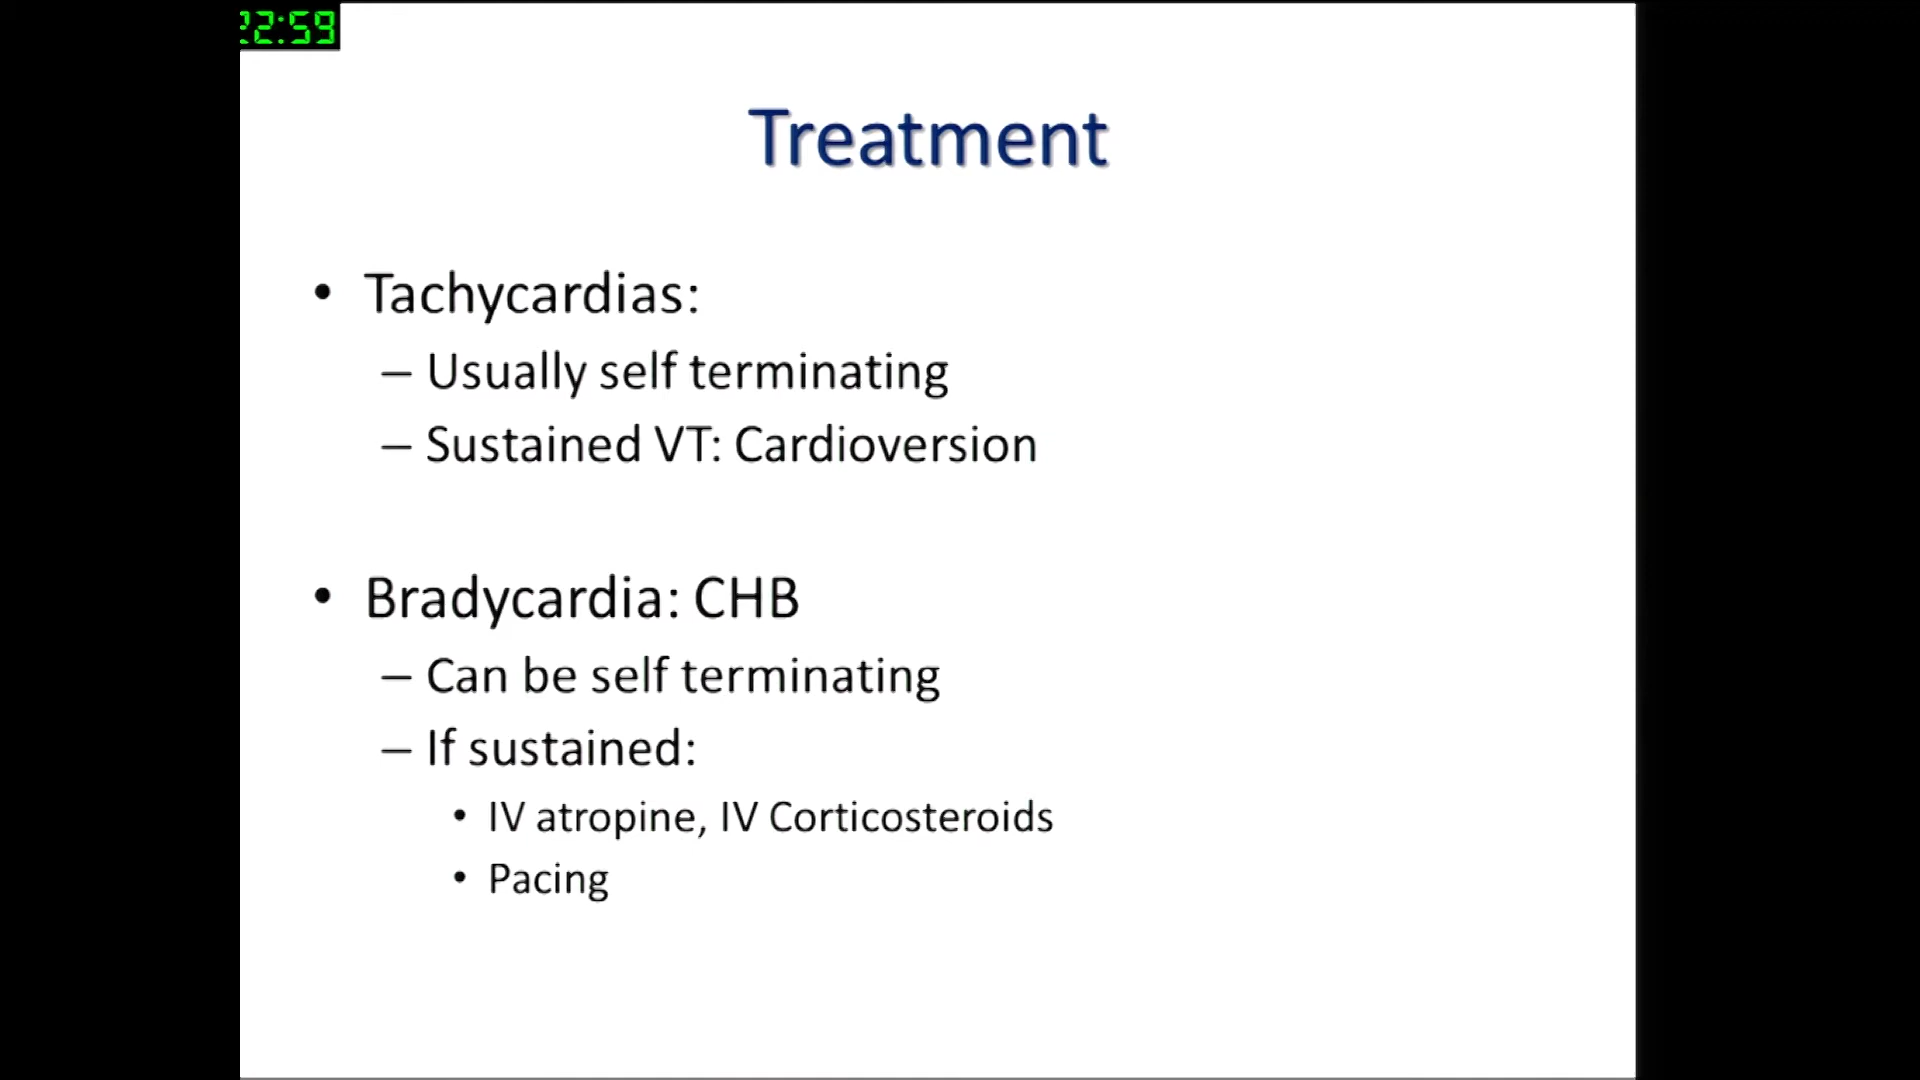 22:59
Treatment
• Tachycardias:
– Usually self terminating
– Sustained VT: Cardioversion
• Bradycardia: CHB
– Can be self terminating
– If sustained:
• IV atropine, IV Corticosteroids
• Pacing